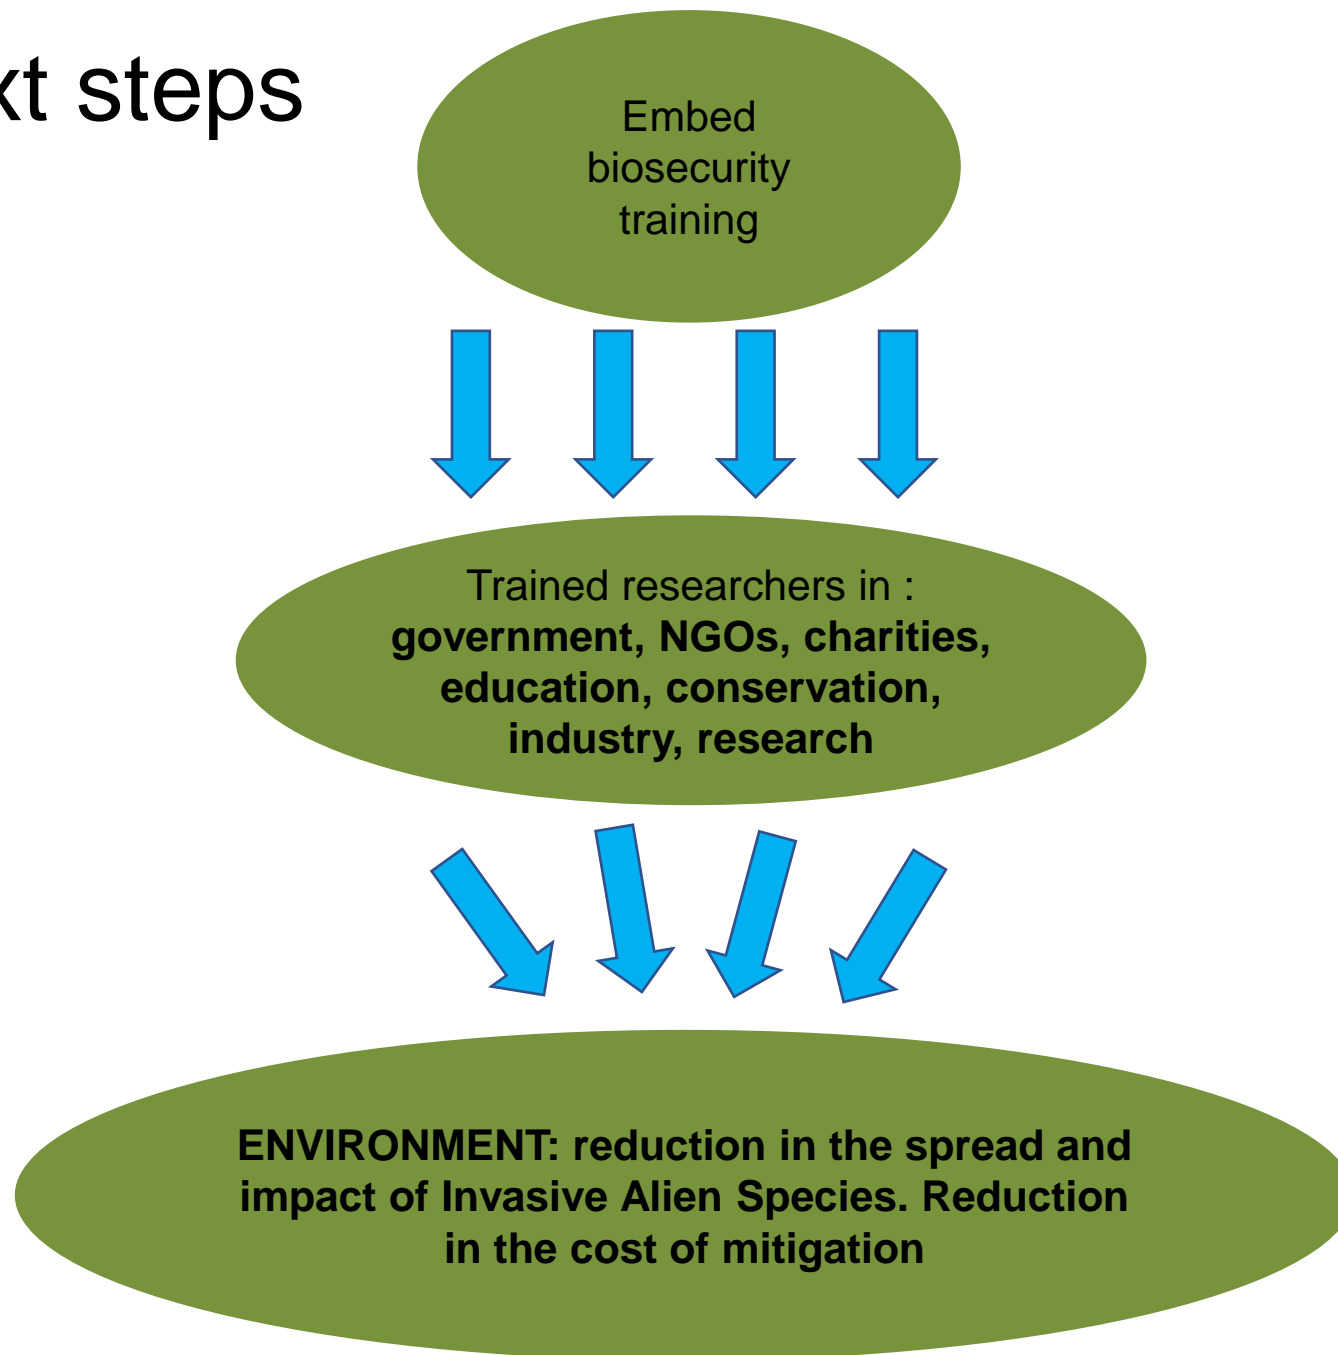 xt steps
Embed
biosecurity
training
Trained researchers in :
government, NGOs, charities,
education, conservation,
industry, research
ENVIRONMENT: reduction in the spread and
impact of Invasive Alien Species. Reduction
in the cost of mitigation